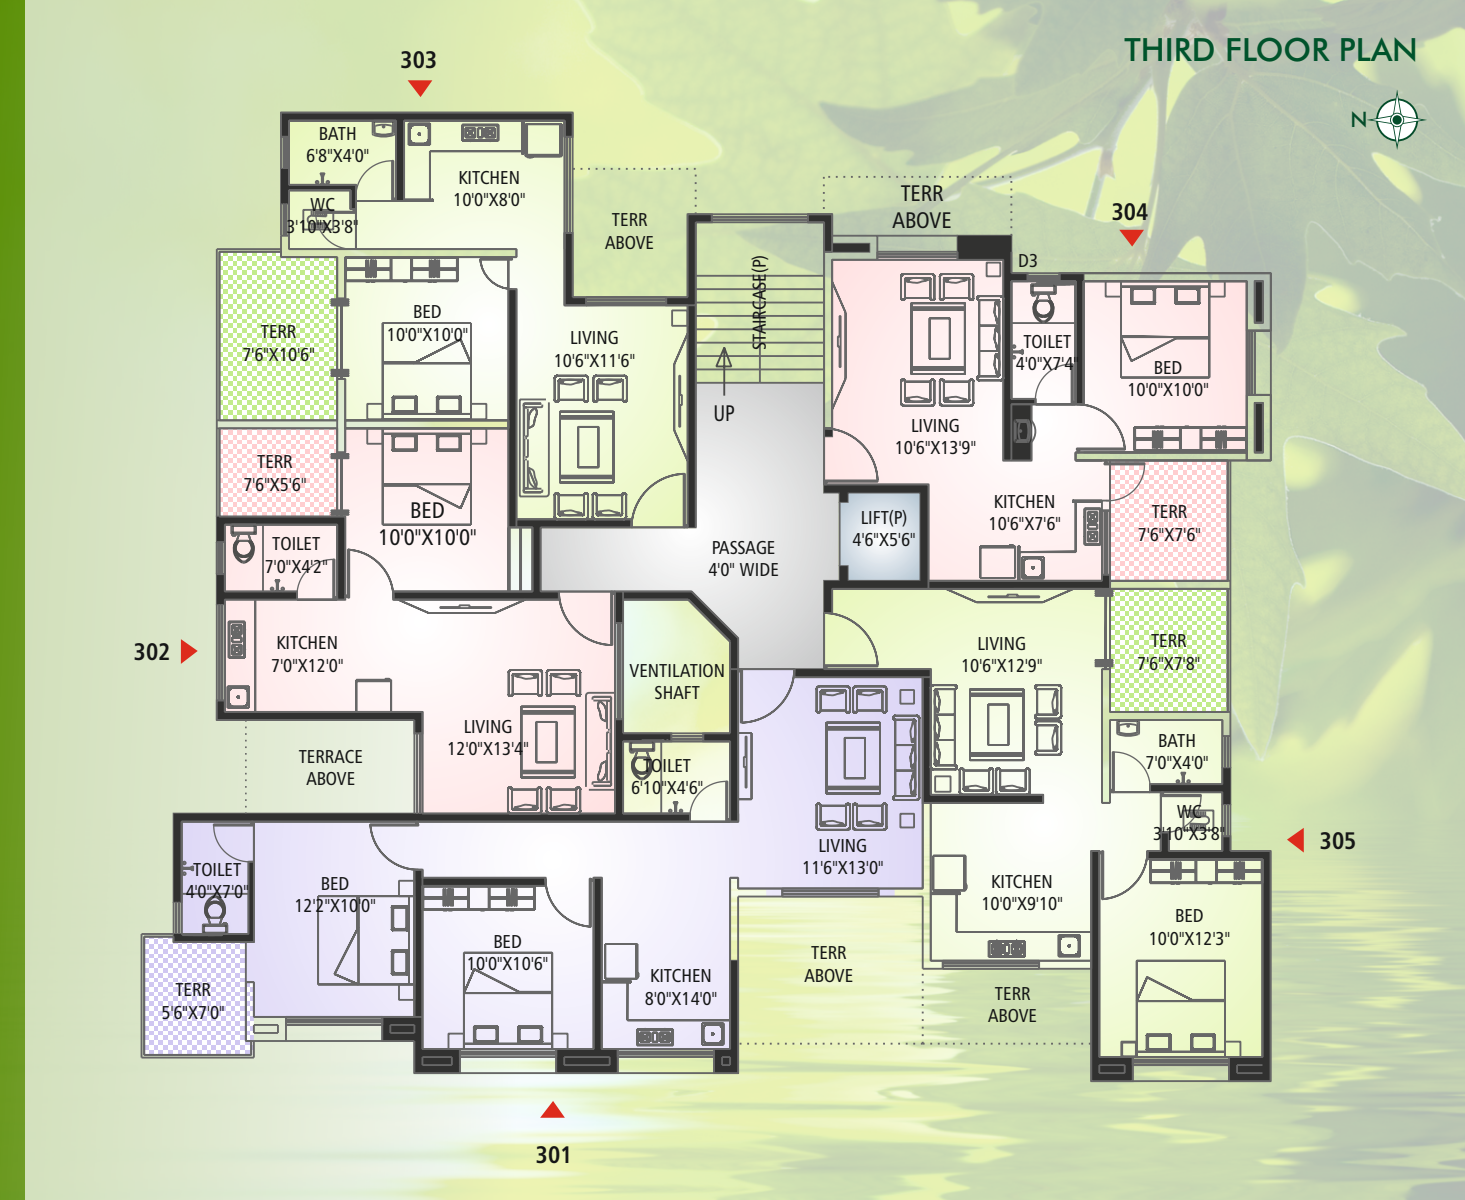 THIRD FLOOR PLAN
N
303
BATH
6'8"X4'0"
KITCHEN
10'0"X8'0"
WC
3'10"X3'8"
TERR
ABOVE
TERR
ABOVE
304
D3
STAIRCASE(P)
UP
TERR
7'6"X10'6"
BED
10'0"X10'0"
LIVING
10'6"X11'6"
TOILET
4'0"X7'4"
BED
10'0"X10'0"
LIVING
10'6"X13'9"
TERR
7'6"X5'6"
BED
10'0"X10'0"
TOILET
7'0"X4'2"
PASSAGE
4'0" WIDE
LIFT(P)
4'6"X5'6"
KITCHEN
10'6"X7'6"
TERR
7'6"X7'6"
302
KITCHEN
7'0"X12'0"
VENTILATION
SHAFT
LIVING
10'6"X12'9"
TERR
7'6"X7'8"
LIVING
12'0"X13'4"
TERRACE
ABOVE
TOILET
6'10"X4'6"
BATH
7'0"X4'0"
WC
3'10"X3'8"
305
LIVING
11'6"X13'0"
TOILET
4'0"X7'0"
BED
12'2"X10'0"
KITCHEN
10'0"X9'10"
BED
10'0"X12'3"
BED
10'0"X10'6"
KITCHEN
8'0"X14'0"
TERR
ABOVE
TERR
5'6"X7'0"
TERR
ABOVE
301